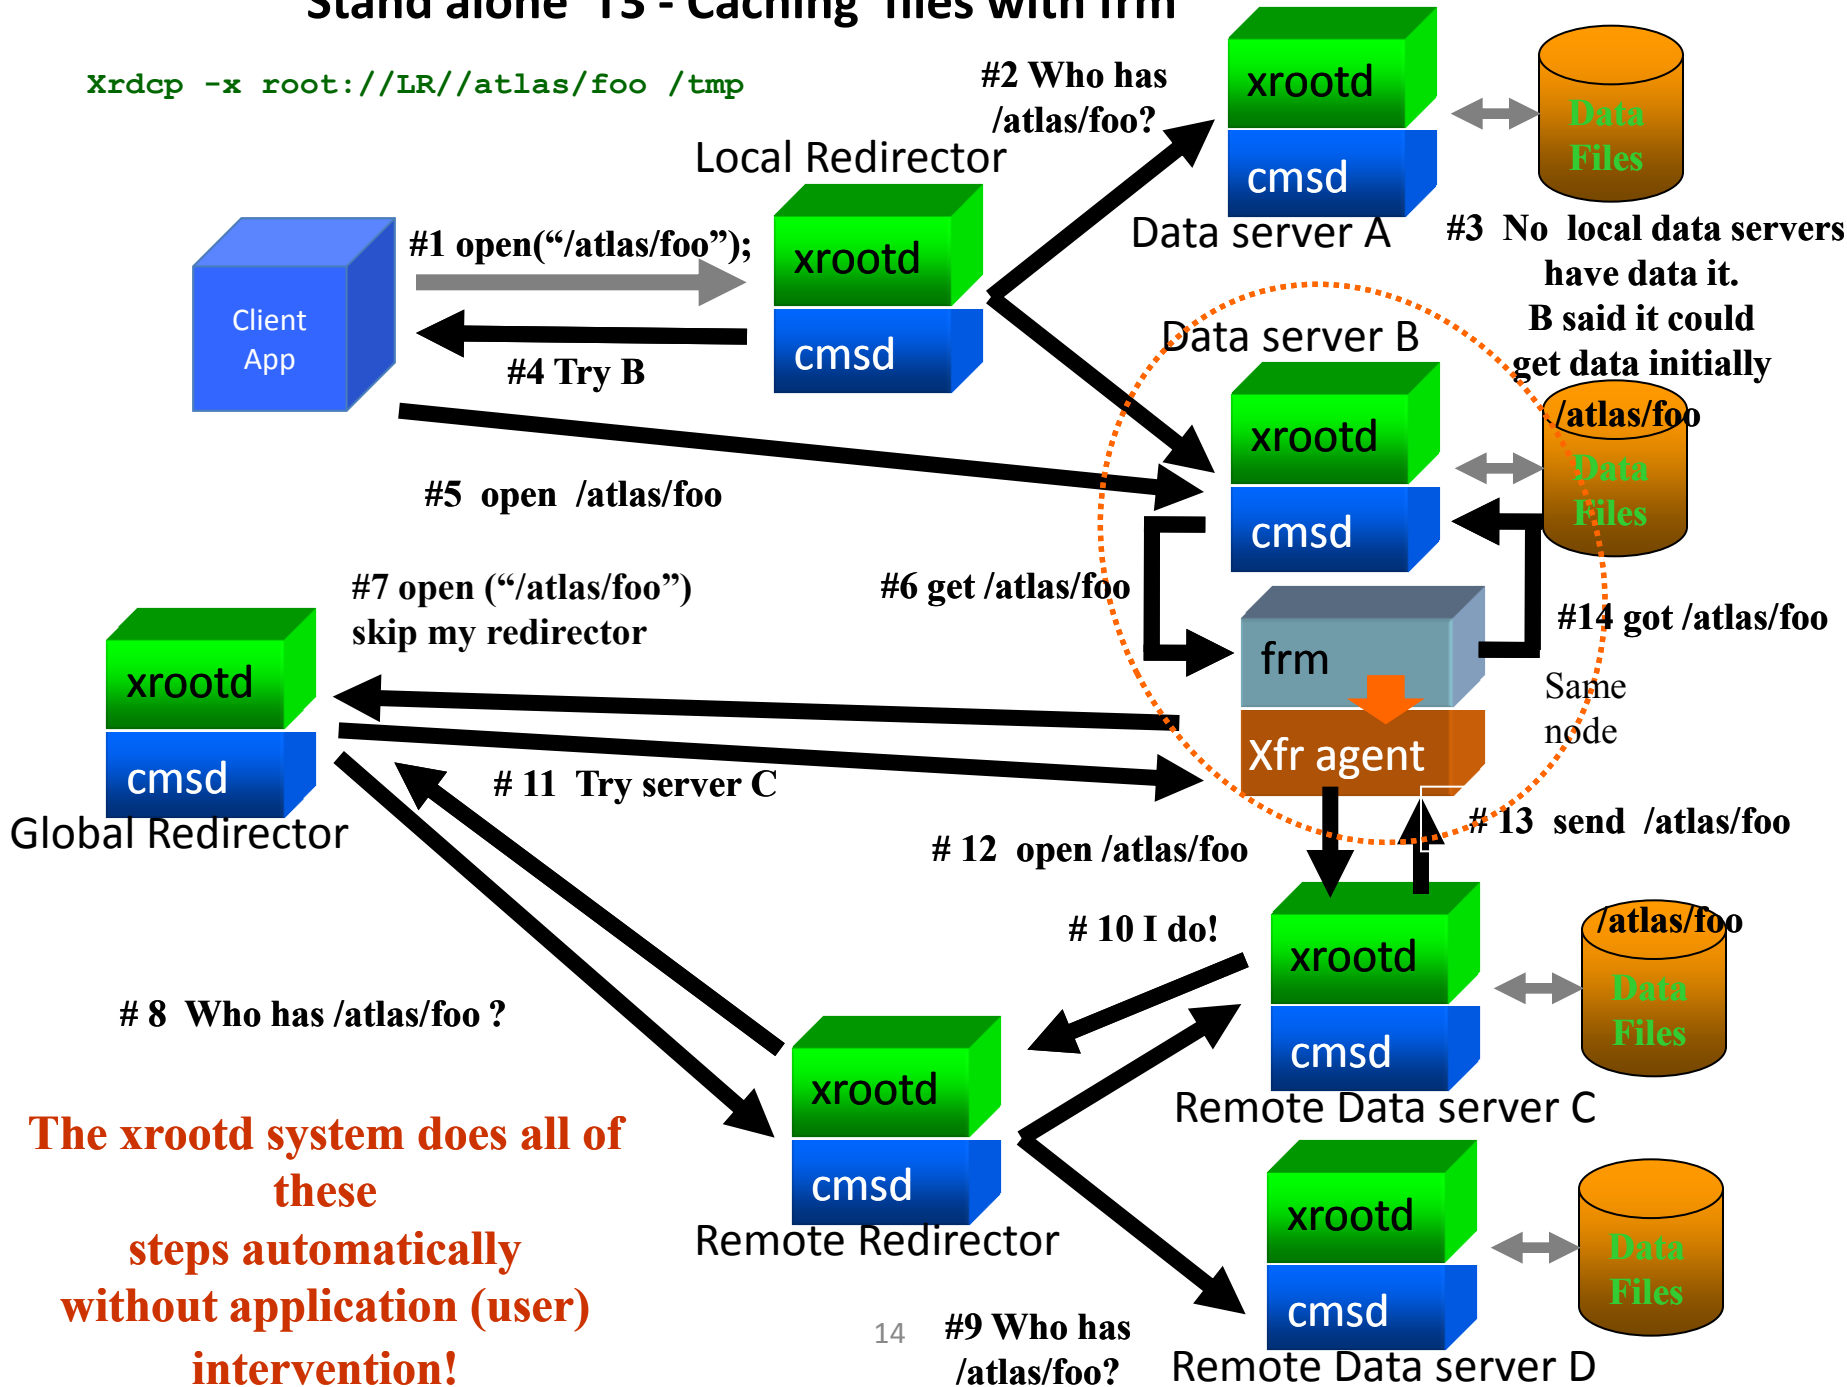 Stand alone T3 - Caching files with frm
Xrdcp -x root://LR//atlas/foo /tmp
#2 Who has
/atlas/foo?
xrootd
cmsd
Data server A
Data
Files
Local Redirector
xrootd
cmsd
#1 open(“/atlas/foo”);
Client
App
#4 Try B
#3 No local data servers
have data it.
B said it could
get data initially
Data server B
xrootd
cmsd
/atlas/foo
Data
Files
#5 open /atlas/foo
#6 get /atlas/foo
#14 got /atlas/foo
frm
Xfr agent
Same
node
#7 open (“/atlas/foo”)
skip my redirector
xrootd
cmsd
Global Redirector
# 11 Try server C
# 12 open /atlas/foo
# 13 send /atlas/foo
# 10 I do!
xrootd
cmsd
Remote Data server C
/atlas/foo
Data
Files
# 8 Who has /atlas/foo ?
xrootd
cmsd
Remote Redirector
xrootd
cmsd
Remote Data server D
Data
Files
#9 Who has
/atlas/foo?
The xrootd system does all of
these
steps automatically
without application (user)
intervention!
14